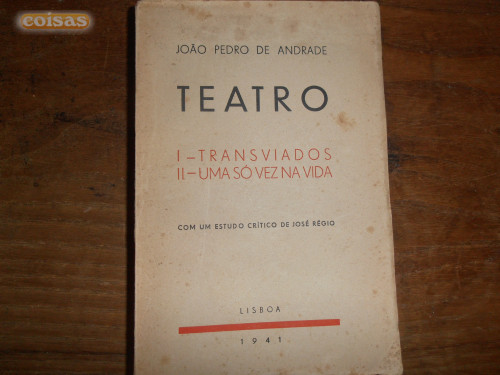 coisas
JOÃO PEDRO DE ANDRADE
TEATRO
I – TRANSVIADOS
II. – UMA SÓ VEZ NA VIDA
COM UM ESTUDO CRÍTICO DE JOSÉ RÉGIO
LISBOA
1941